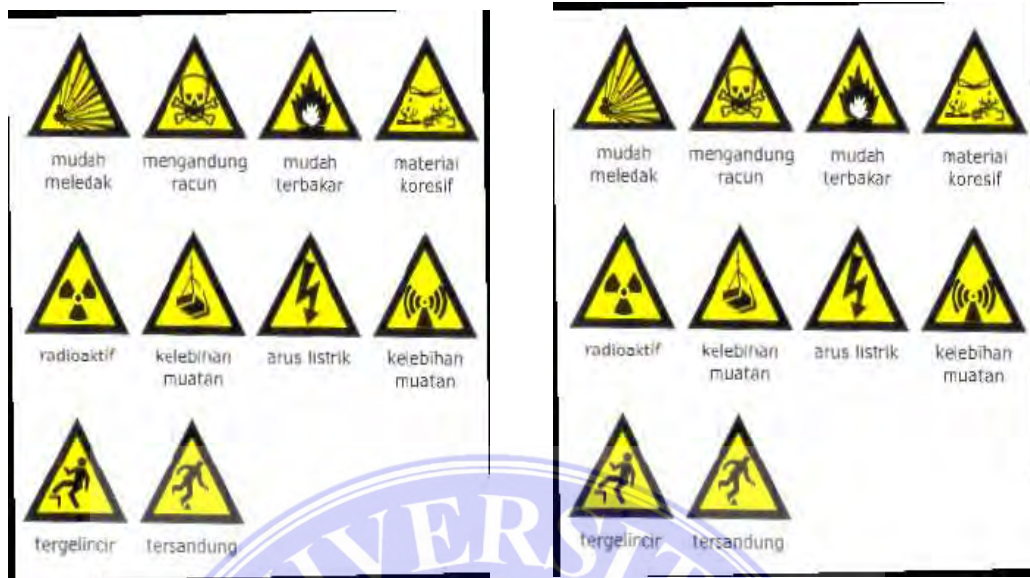 mudah mengandung mudah material
meledak racun terbakar koresif
radioaktif kelebihan arus listrik kelebihan
muatan muatan
tergelincir tersandung
mudah mengandung mudah material
meledak racun terbakar koresif
radioaktif kelebihan arus listrik kelebihan
muatan muatan
tergelincir tersandung
IVERSIT